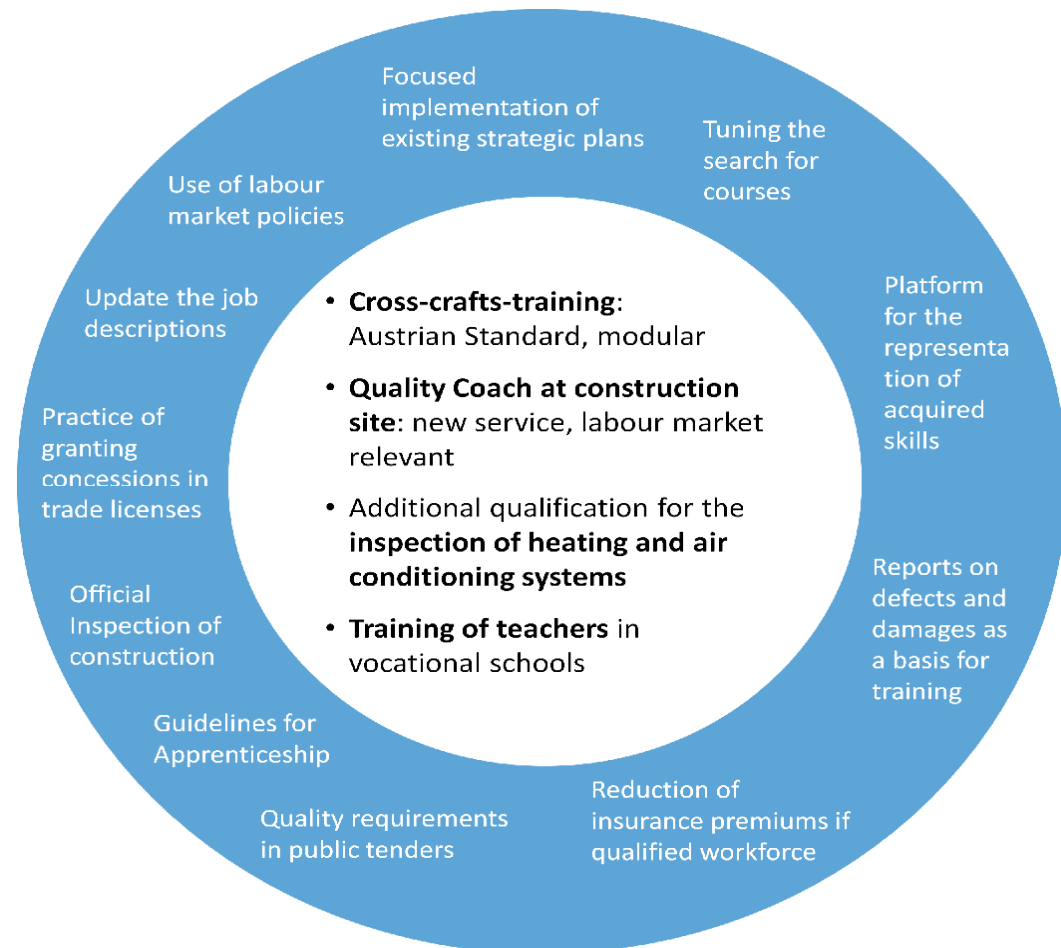 Focused
implementation of
existing strategic plans
Tuning the
search for
courses
Platform
for the
representa
tion of
acquired
skills
Reports on
defects and
damages as
a basis for
training
Reduction of
insurance premiums if
qualified workforce
Quality requirements
in public tenders
Guidelines for
Apprenticeship
Official
Inspection of
construction
Practice of
granting
concessions in
trade licenses
Update the job
descriptions
Use of labour
market policies
• Cross-crafts-training:
Austrian Standard, modular
• Quality Coach at construction
site: new service, labour market
relevant
• Additional qualification for the
inspection of heating and air
conditioning systems
• Training of teachers in
vocational schools